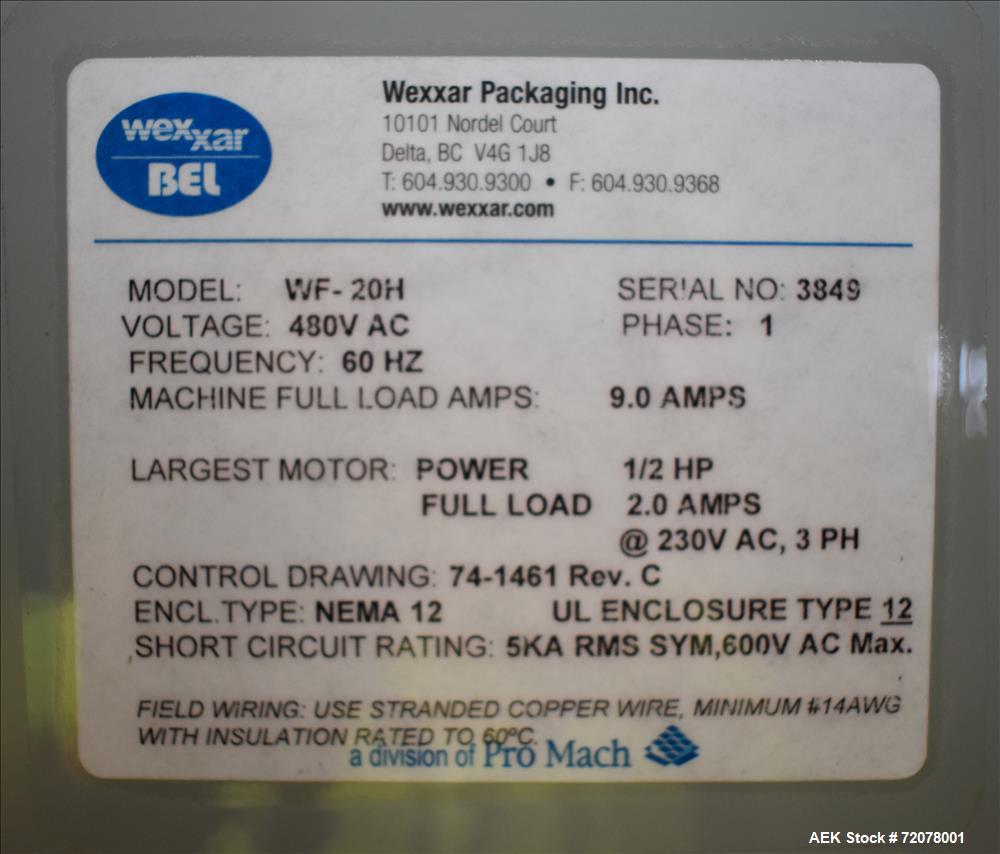 wexxar
BEL
Wexxar Packaging Inc.
10101 Nordel Court
Delta, BC V4G 1J8
T: 604.930.9300 • F: 604.930.9368
www.wexxar.com
MODEL: WF-20H SERIAL NO: 3849
VOLTAGE: 480V AC PHASE: 1
FREQUENCY: 60 HZ
MACHINE FULL LOAD AMPS: 9.0 AMPS
LARGEST MOTOR: POWER 1/2 HP
FULL LOAD 2.0 AMPS
@ 230V AC, 3 PH
CONTROL DRAWING: 74-1461 Rev. C
ENCL.TYPE: NEMA 12 UL ENCLOSURE TYPE 12
SHORT CIRCUIT RATING: 5KA RMS SYM,600V AC Max.
FIELD WIRING: USE STRANDED COPPER WIRE, MINIMUM #14AWG
WITH INSULATION RATED TO 60ºC.
a division of Pro Mach
AEK Stock # 72078001